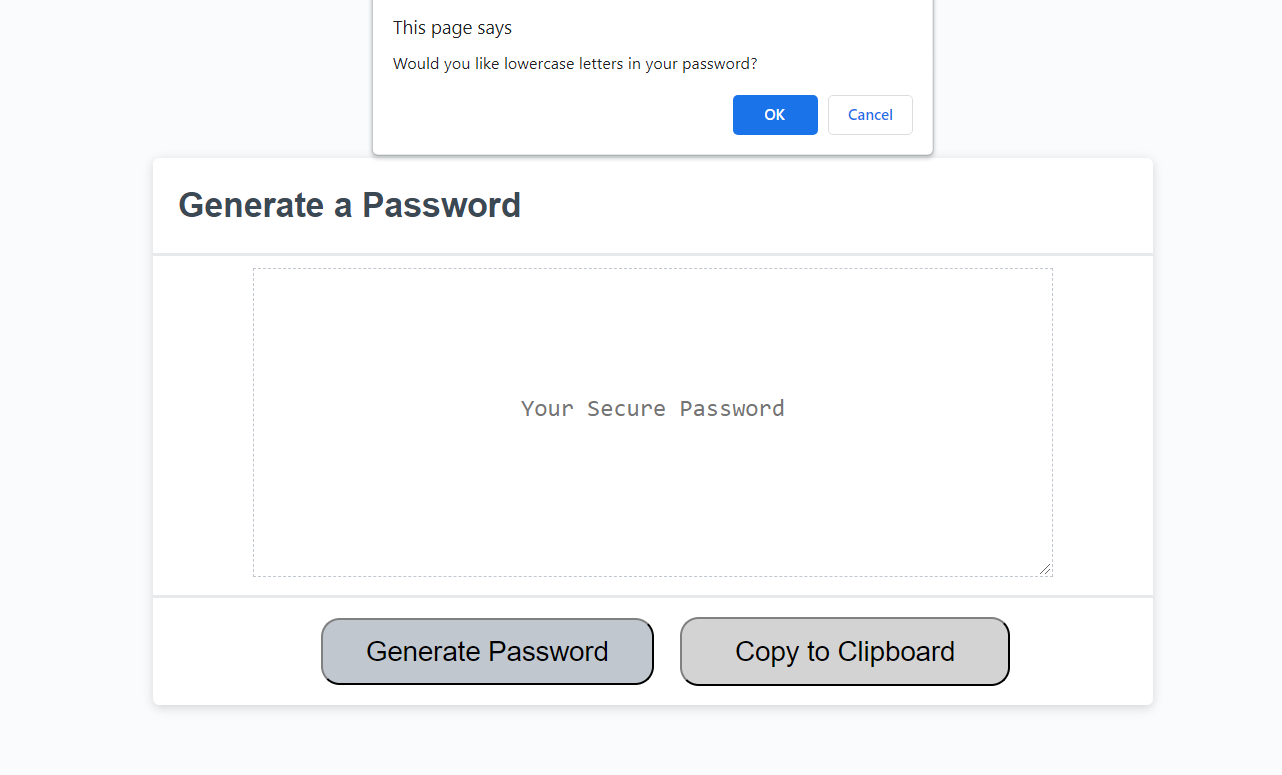 This page says
Would you like lowercase letters in your password?
OK Cancel
Generate a Password
Your Secure Password
Generate Password Copy to Clipboard